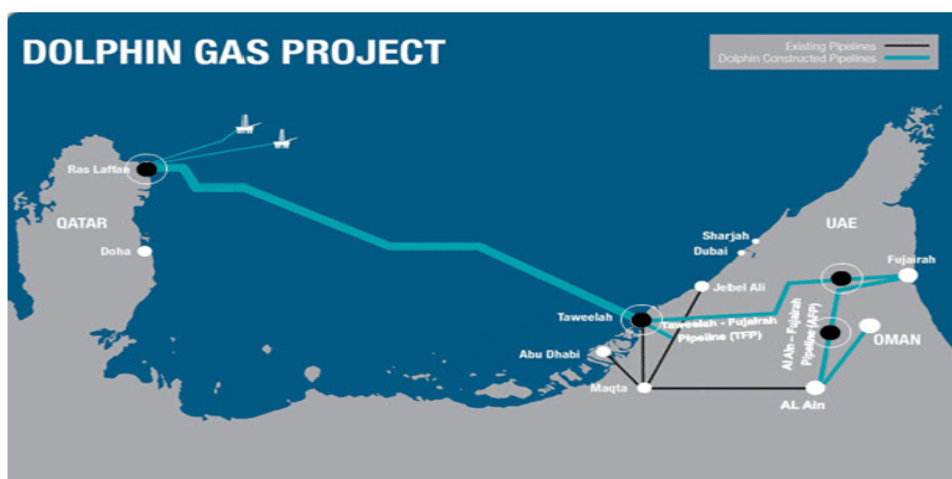 DOLPHIN GAS PROJECT
Existing Pipelines
Dolphin Constructed Pipelines
Ras Laffan
QATAR
Doha
Sharjah
Dubai
UAE
Fujairah
Jebel Ali
Taweelah
Taweelah - Fujairah
Pipeline (TFP)
Al Ain - Fujairah
Pipeline (AFP)
OMAN
Abu Dhabi
Maqta
AL Ain